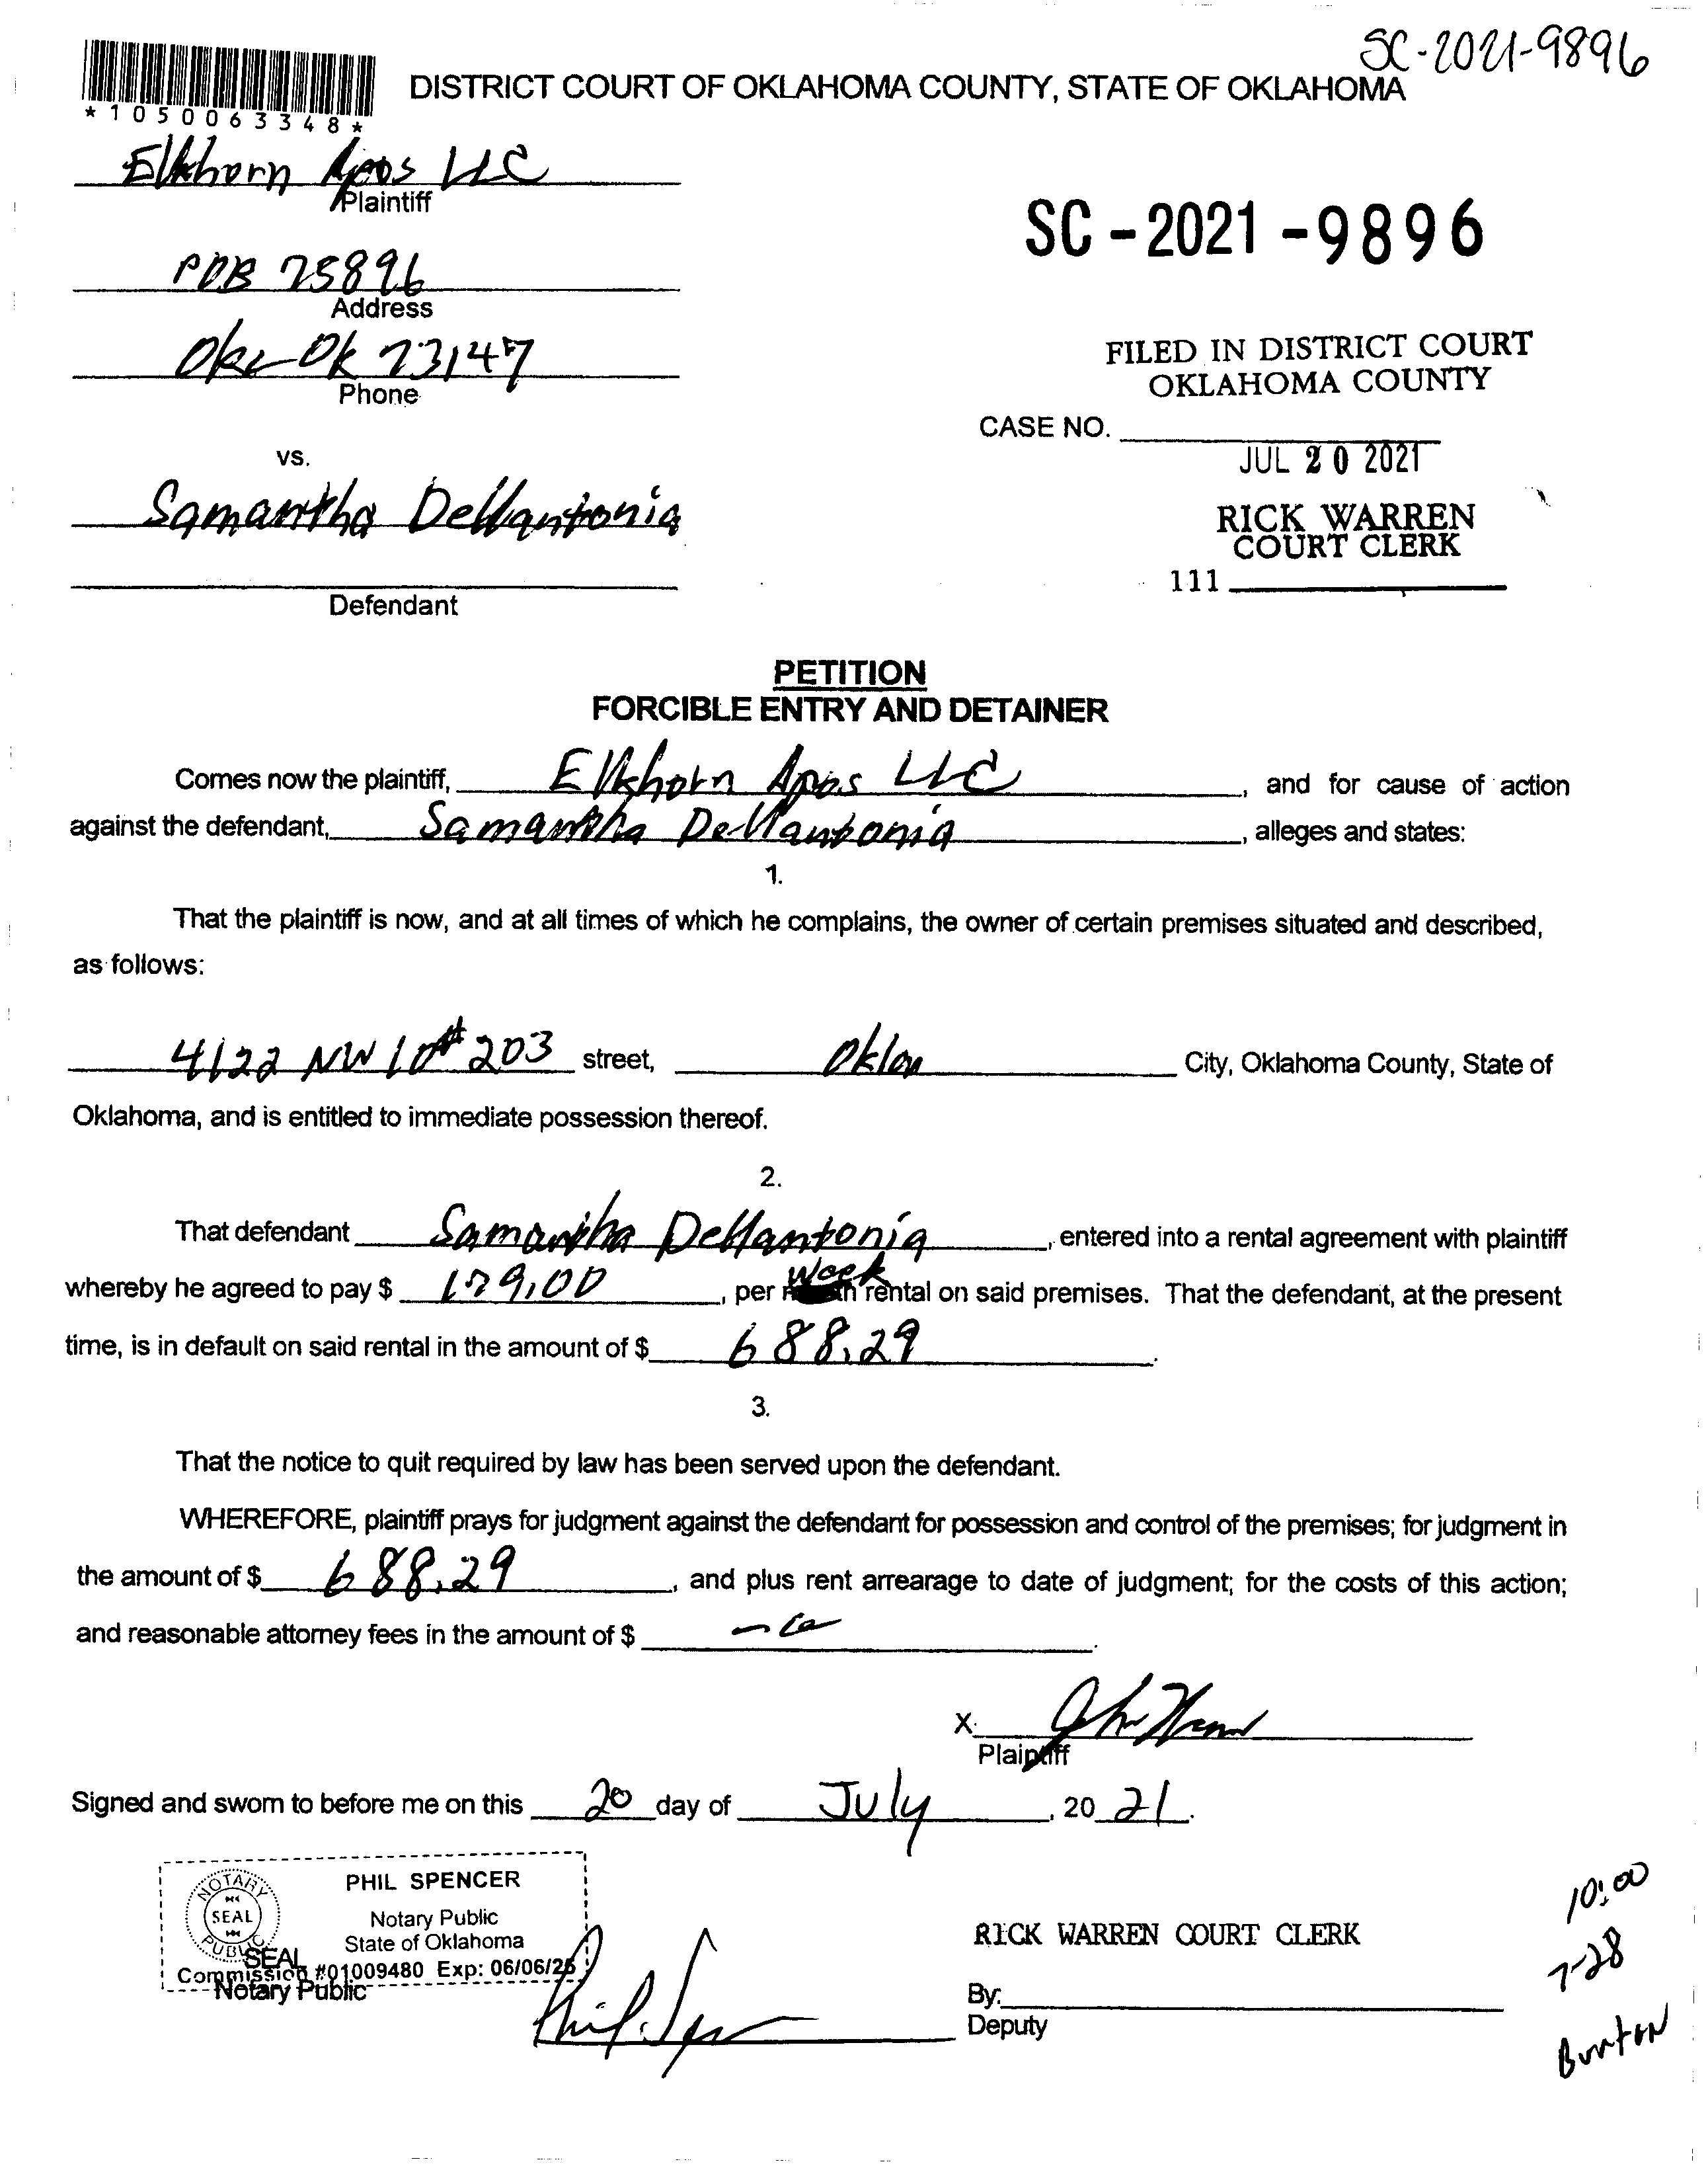 SC-2021-9896
*1050063348*
DISTRICT COURT OF OKLAHOMA COUNTY, STATE OF OKLAHOMA
Elkhorn Apts LLC
Plaintiff
SC-2021-9896
POB 75896
Address
Okc Ok 73147
Phone
FILED IN DISTRICT COURT
OKLAHOMA COUNTY
CASE NO.
JUL 20 2021
vs.
Samantha Dellantonia
RICK WARREN
COURT CLERK
111
Defendant
PETITION
FORCIBLE ENTRY AND DETAINER
Comes now the plaintiff, Elkhorn Apts LLC, and for cause of action
against the defendant, Samantha Dellantonia, alleges and states:
1.
That the plaintiff is now, and at all times of which he complains, the owner of certain premises situated and described,
as follows:
4122 NW 10 # 203 street, Oklao City, Oklahoma County, State of
Oklahoma, and is entitled to immediate possession thereof.
2.
That defendant Samantha Dellantonia, entered into a rental agreement with plaintiff
whereby he agreed to pay $ 179.00, per Week rental on said premises. That the defendant, at the present
time, is in default on said rental in the amount of $ 688.29.
3.
That the notice to quit required by law has been served upon the defendant.
WHEREFORE, plaintiff prays for judgment against the defendant for possession and control of the premises; for judgment in
the amount of $ 688.29, and plus rent arrearage to date of judgment; for the costs of this action;
and reasonable attorney fees in the amount of $
X
Plaintiff
Signed and sworn to before me on this 20 day of July, 20 21.
NOTARY PUBLIC SEAL
PHIL SPENCER
Notary Public
State of Oklahoma
SEAL
Commission #01009480 Exp: 06/06/25
Notary Public
RICK WARREN COURT CLERK
By:
Deputy
10:00
7-28
Burton